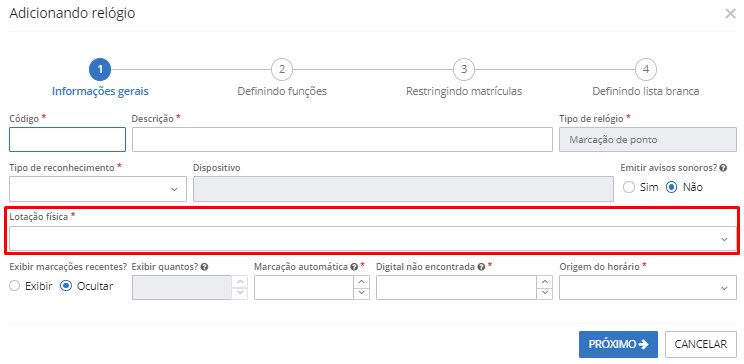 Adicionando relógio
1 2 3 4
Informações gerais Definindo funções Restringindo matrículas Definindo lista branca
Código * Descrição * Tipo de relógio *
Marcação de ponto
Tipo de reconhecimento * Dispositivo Emitir avisos sonoros?
Sim Não
Lotação física *
Exibir marcações recentes? Exibir quantos? Marcação automática * Digital não encontrada * Origem do horário *
Exibir Ocultar
PRÓXIMO CANCELAR